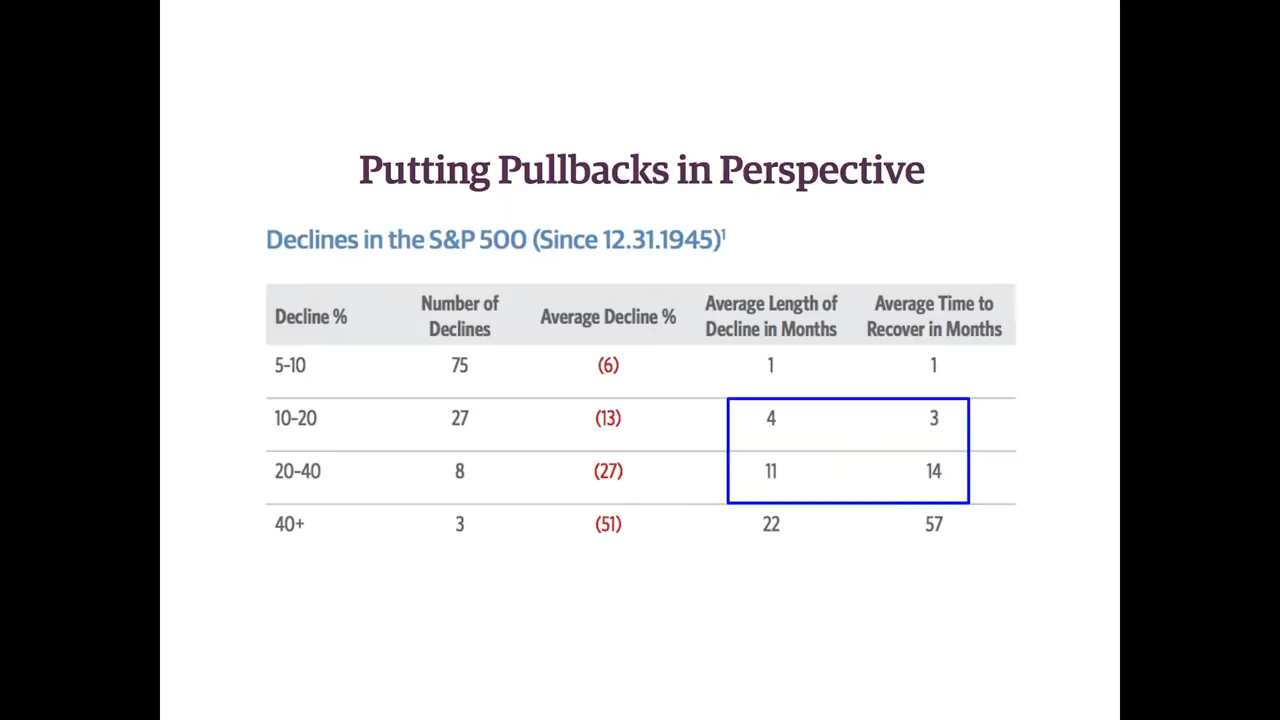 Putting Pullbacks in Perspective
Declines in the S&P 500 (Since 12.31.1945)¹
Decline % Number of Declines Average Decline % Average Length of Decline in Months Average Time to Recover in Months
5-10 75 (6) 1 1
10-20 27 (13) 4 3
20-40 8 (27) 11 14
40+ 3 (51) 22 57